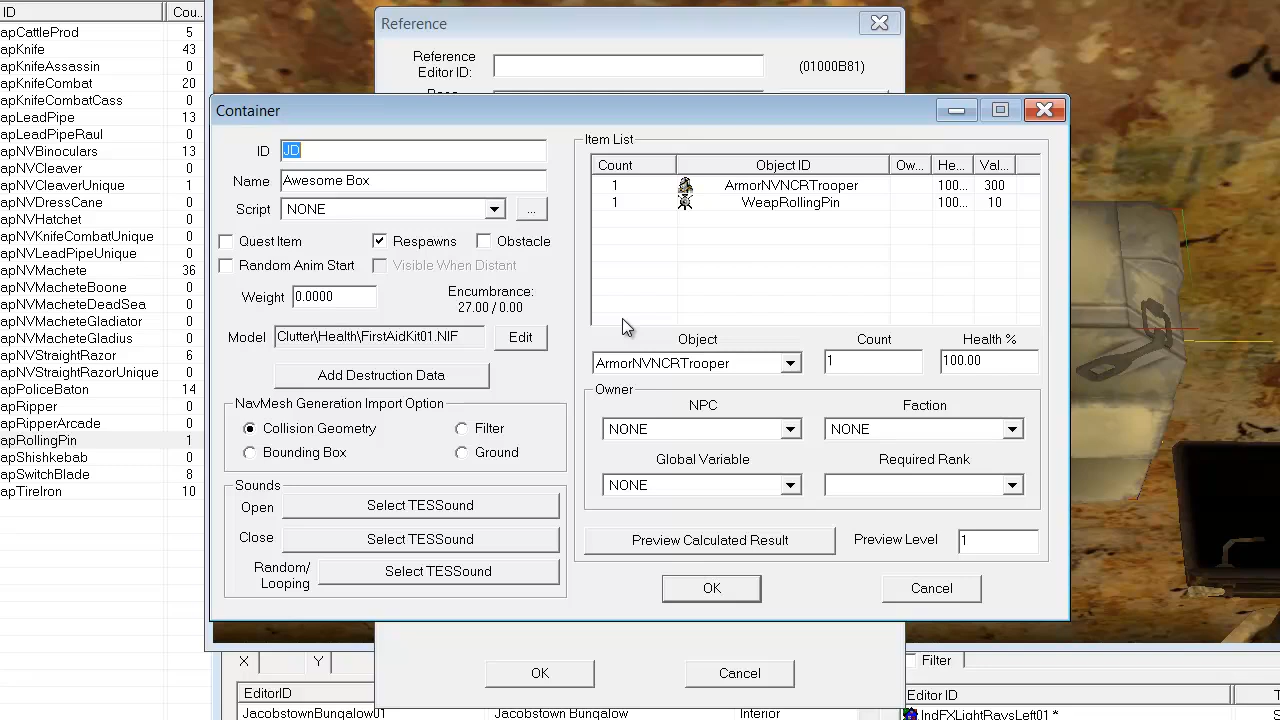 ID Cou..
apCattleProd 5
apKnife 43
apKnifeAssassin 0
apKnifeCombat 20
apKnifeCombatCass 0
apLeadPipe 13
apLeadPipeRaul 0
apNVBinoculars 13
apNVCleaver 0
apNVCleaverUnique 1
apNVDressCane 0
apNVHatchet 0
apNVKnifeCombatUnique 0
apNVLeadPipeUnique 0
apNVMachete 36
apNVMacheteBoone 0
apNVMacheteDeadSea 0
apNVMacheteGladiator 0
apNVMacheteGladius 0
apNVStraightRazor 6
apNVStraightRazorUnique 0
apPoliceBaton 14
apRipper 0
apRipperArcade 0
apRollingPin 1
apShishkebab 0
apSwitchBlade 8
apTireIron 10
Reference
Reference
Editor ID:
(01000B81)
Container
ID JD
Name Awesome Box
Script NONE ...
Quest Item Respawns Obstacle
Random Anim Start Visible When Distant
Weight 0.0000
Encumbrance:
27.00 / 0.00
Model Clutter\Health\FirstAidKit01.NIF Edit
Add Destruction Data
NavMesh Generation Import Option
Collision Geometry Filter
Bounding Box Ground
Sounds
Open Select TESSound
Close Select TESSound
Random/
Looping
Select TESSound
Item List
Count Object ID Ow... He... Val...
1 ArmorNVNCRTrooper 100... 300
1 WeapRollingPin 100... 10
Object Count Health %
ArmorNVNCRTrooper 1 100.00
Owner
NPC Faction
NONE NONE
Global Variable Required Rank
NONE
Preview Calculated Result Preview Level 1
OK Cancel
OK Cancel
X Y
EditorID
JacobstownBungalow01 Jacobstown Bungalow Interior
Filter
Editor ID T
IndFXLightRaysLeft01 * S